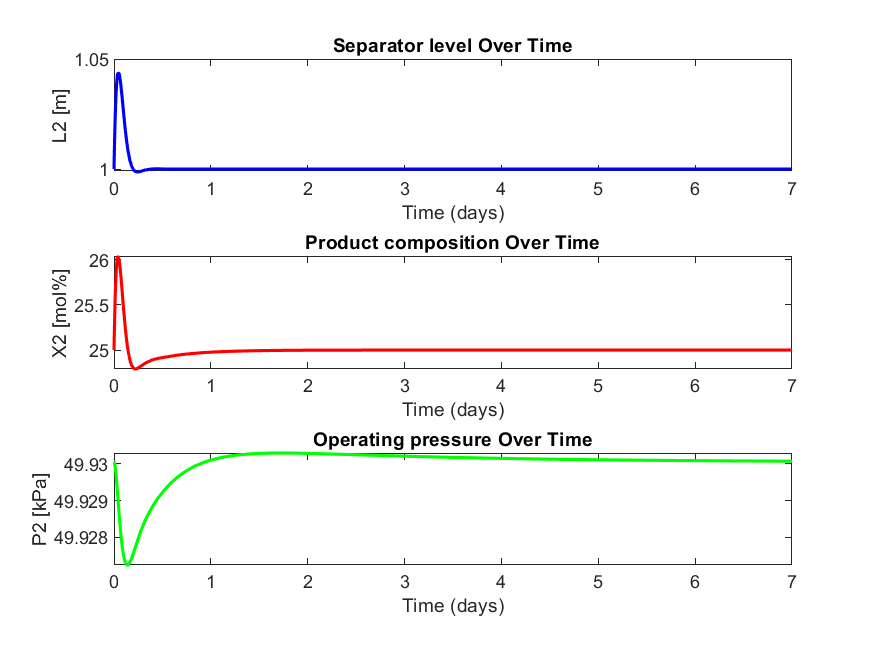 Separator level Over Time
1.05
1
L2 [m]
0 1 2 3 4 5 6 7
Time (days)
Product composition Over Time
26
25.5
25
X2 [mol%]
0 1 2 3 4 5 6 7
Time (days)
Operating pressure Over Time
49.93
49.929
49.928
P2 [kPa]
0 1 2 3 4 5 6 7
Time (days)